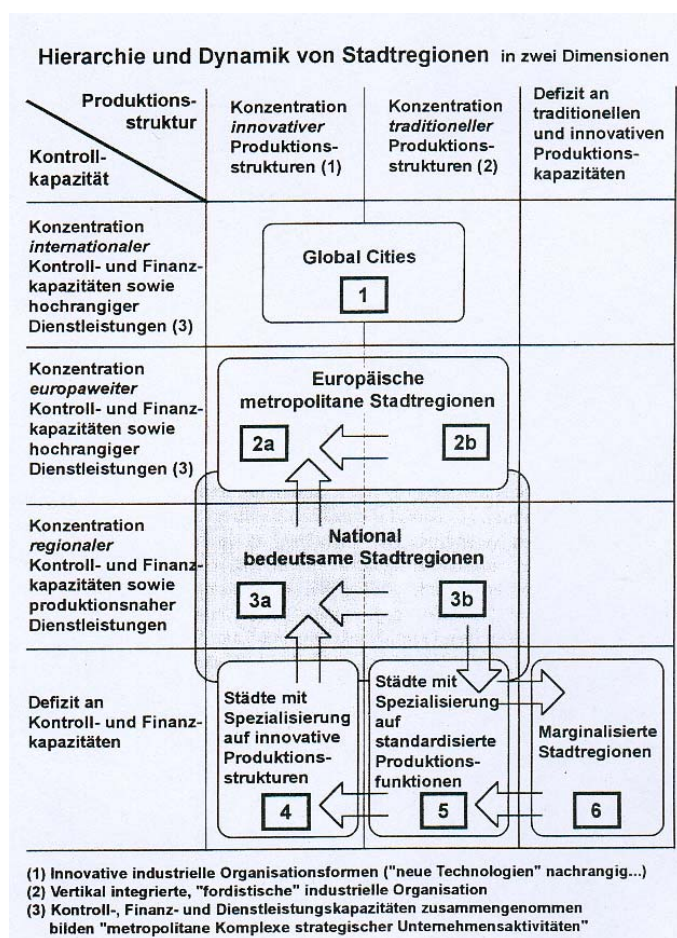 Hierarchie und Dynamik von Stadtregionen in zwei Dimensionen
Produktions-
struktur
Kontroll-
kapazität
Konzentration
innovativer
Produktions-
strukturen (1)
Konzentration
traditioneller
Produktions-
strukturen (2)
Defizit an
traditionellen
und innovativen
Produktions-
kapazitäten
Konzentration
internationaler
Kontroll- und Finanz-
kapazitäten sowie
hochrangiger
Dienstleistungen (3)
Global Cities
1
Konzentration
europaweiter
Kontroll- und Finanz-
kapazitäten sowie
hochrangiger
Dienstleistungen (3)
Europäische
metropolitane Stadtregionen
2a
2b
Konzentration
regionaler
Kontroll- und Finanz-
kapazitäten sowie
produktionsnaher
Dienstleistungen
National
bedeutsame Stadtregionen
3a
3b
Defizit an
Kontroll- und Finanz-
kapazitäten
Städte mit
Spezialisierung
auf innovative
Produktions-
strukturen
4
Städte mit
Spezialisierung
auf
standardisierte
Produktions-
funktionen
5
Marginalisierte
Stadtregionen
6
(1) Innovative industrielle Organisationsformen ("neue Technologien" nachrangig...)
(2) Vertikal integrierte, "fordistische" industrielle Organisation
(3) Kontroll-, Finanz- und Dienstleistungskapazitäten zusammengenommen
bilden "metropolitane Komplexe strategischer Unternehmensaktivitäten"